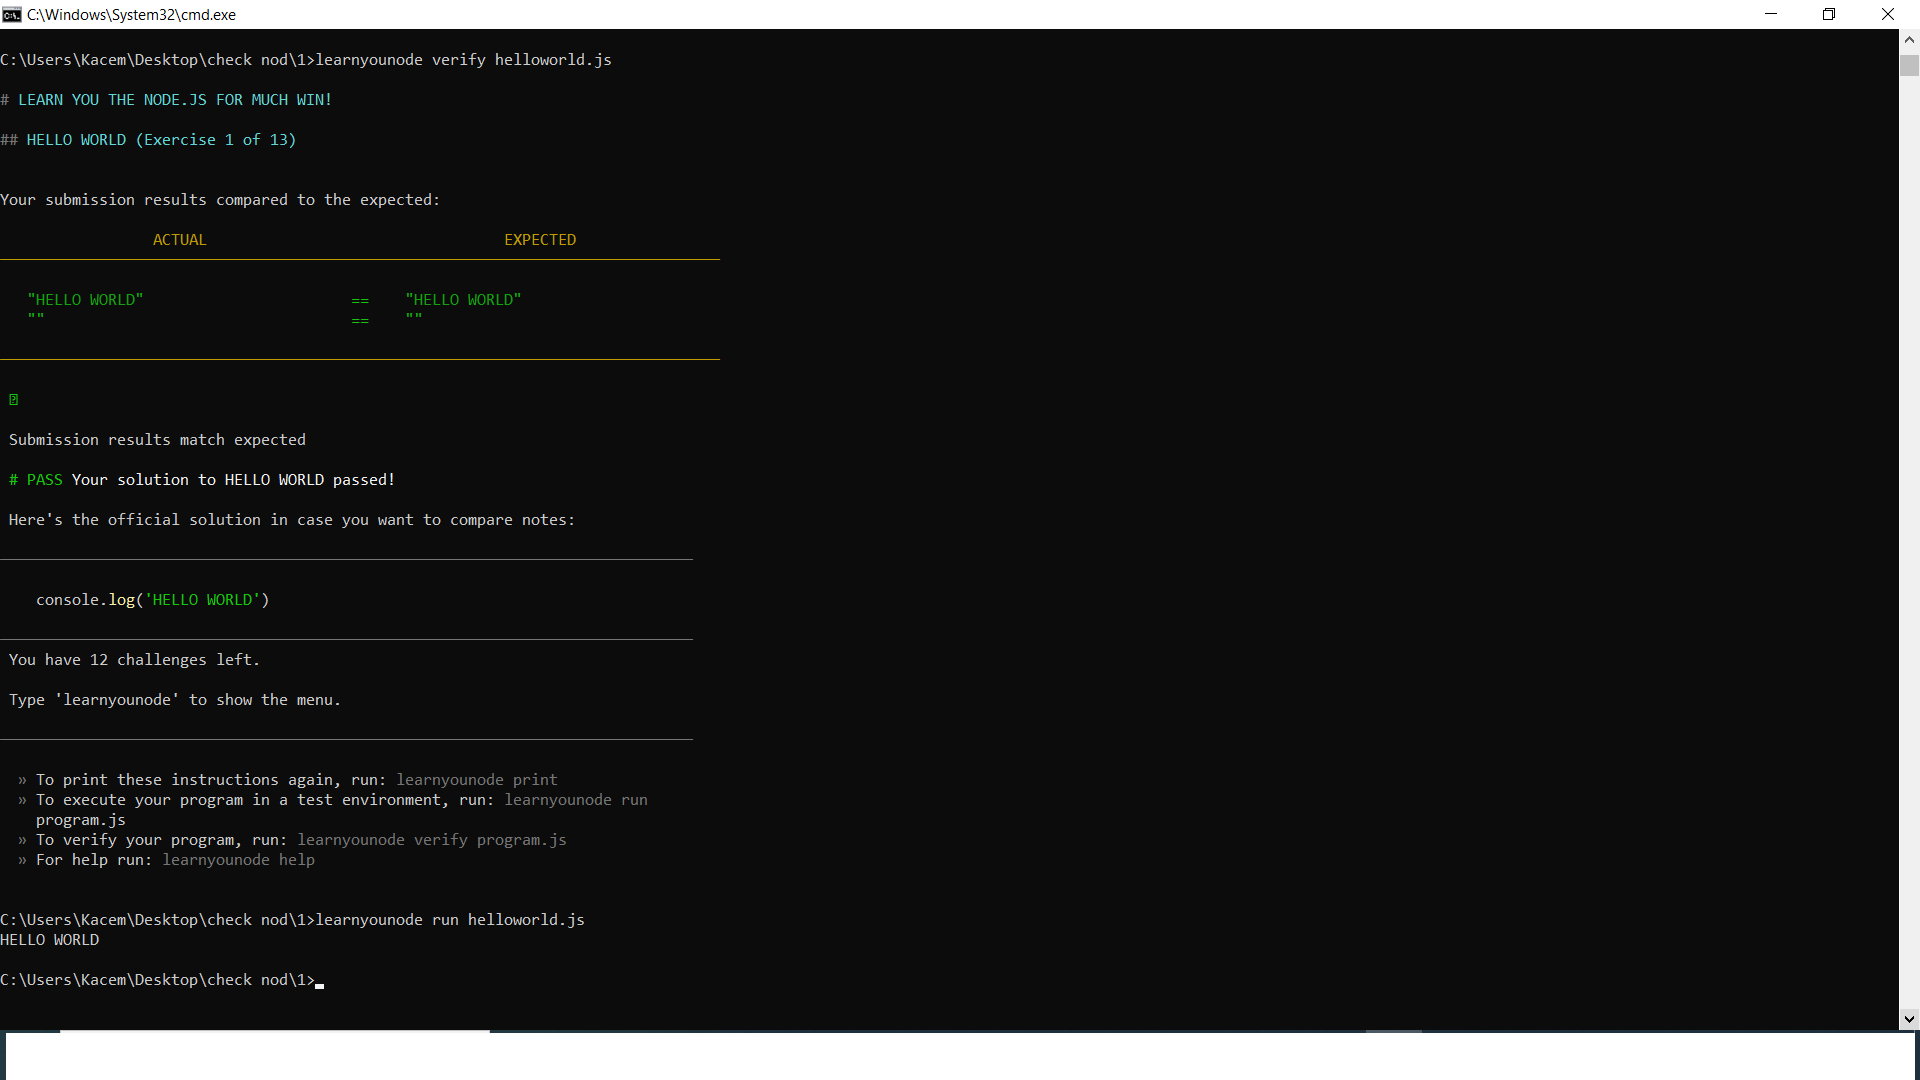 C:\Windows\System32\cmd.exe
C:\Users\Kacem\Desktop\check nod\1>learnyounode verify helloworld.js
# LEARN YOU THE NODE.JS FOR MUCH WIN!
## HELLO WORLD (Exercise 1 of 13)
Your submission results compared to the expected:
ACTUAL EXPECTED
"HELLO WORLD" == "HELLO WORLD"
"" == ""
Submission results match expected
# PASS Your solution to HELLO WORLD passed!
Here's the official solution in case you want to compare notes:
console.log('HELLO WORLD')
You have 12 challenges left.
Type 'learnyounode' to show the menu.
» To print these instructions again, run: learnyounode print
» To execute your program in a test environment, run: learnyounode run
program.js
» To verify your program, run: learnyounode verify program.js
» For help run: learnyounode help
C:\Users\Kacem\Desktop\check nod\1>learnyounode run helloworld.js
HELLO WORLD
C:\Users\Kacem\Desktop\check nod\1>